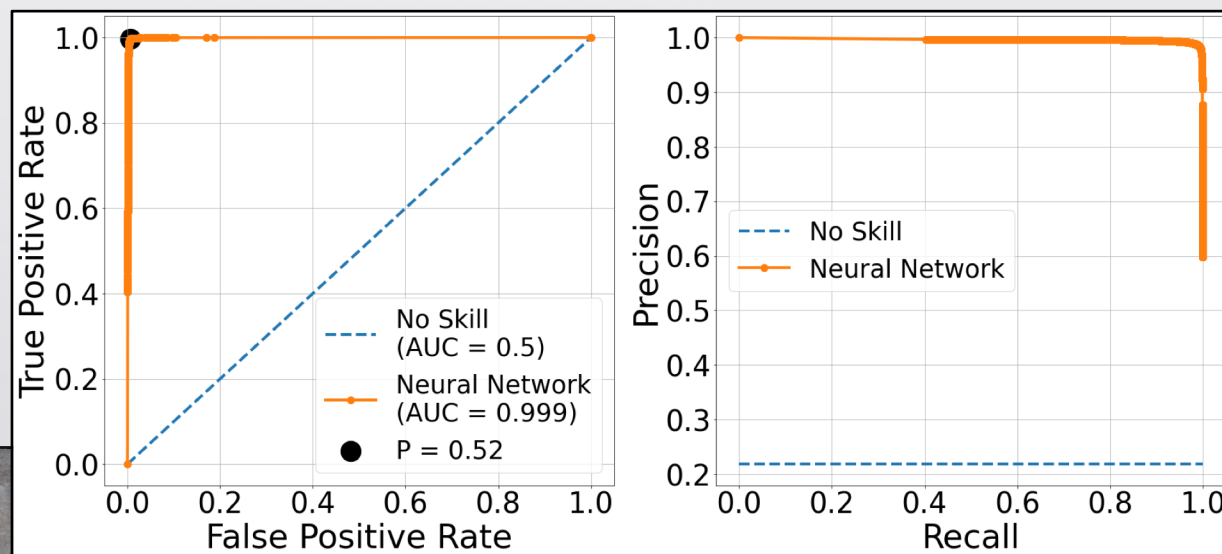 True Positive Rate
1.0
0.8
0.6
0.4
0.2
0.0
No Skill
(AUC = 0.5)
Neural Network
(AUC = 0.999)
P = 0.52
0.0 0.2 0.4 0.6 0.8 1.0
False Positive Rate
Precision
1.0
0.9
0.8
0.7
0.6
0.5
0.4
0.3
0.2
No Skill
Neural Network
0.0 0.2 0.4 0.6 0.8 1.0
Recall